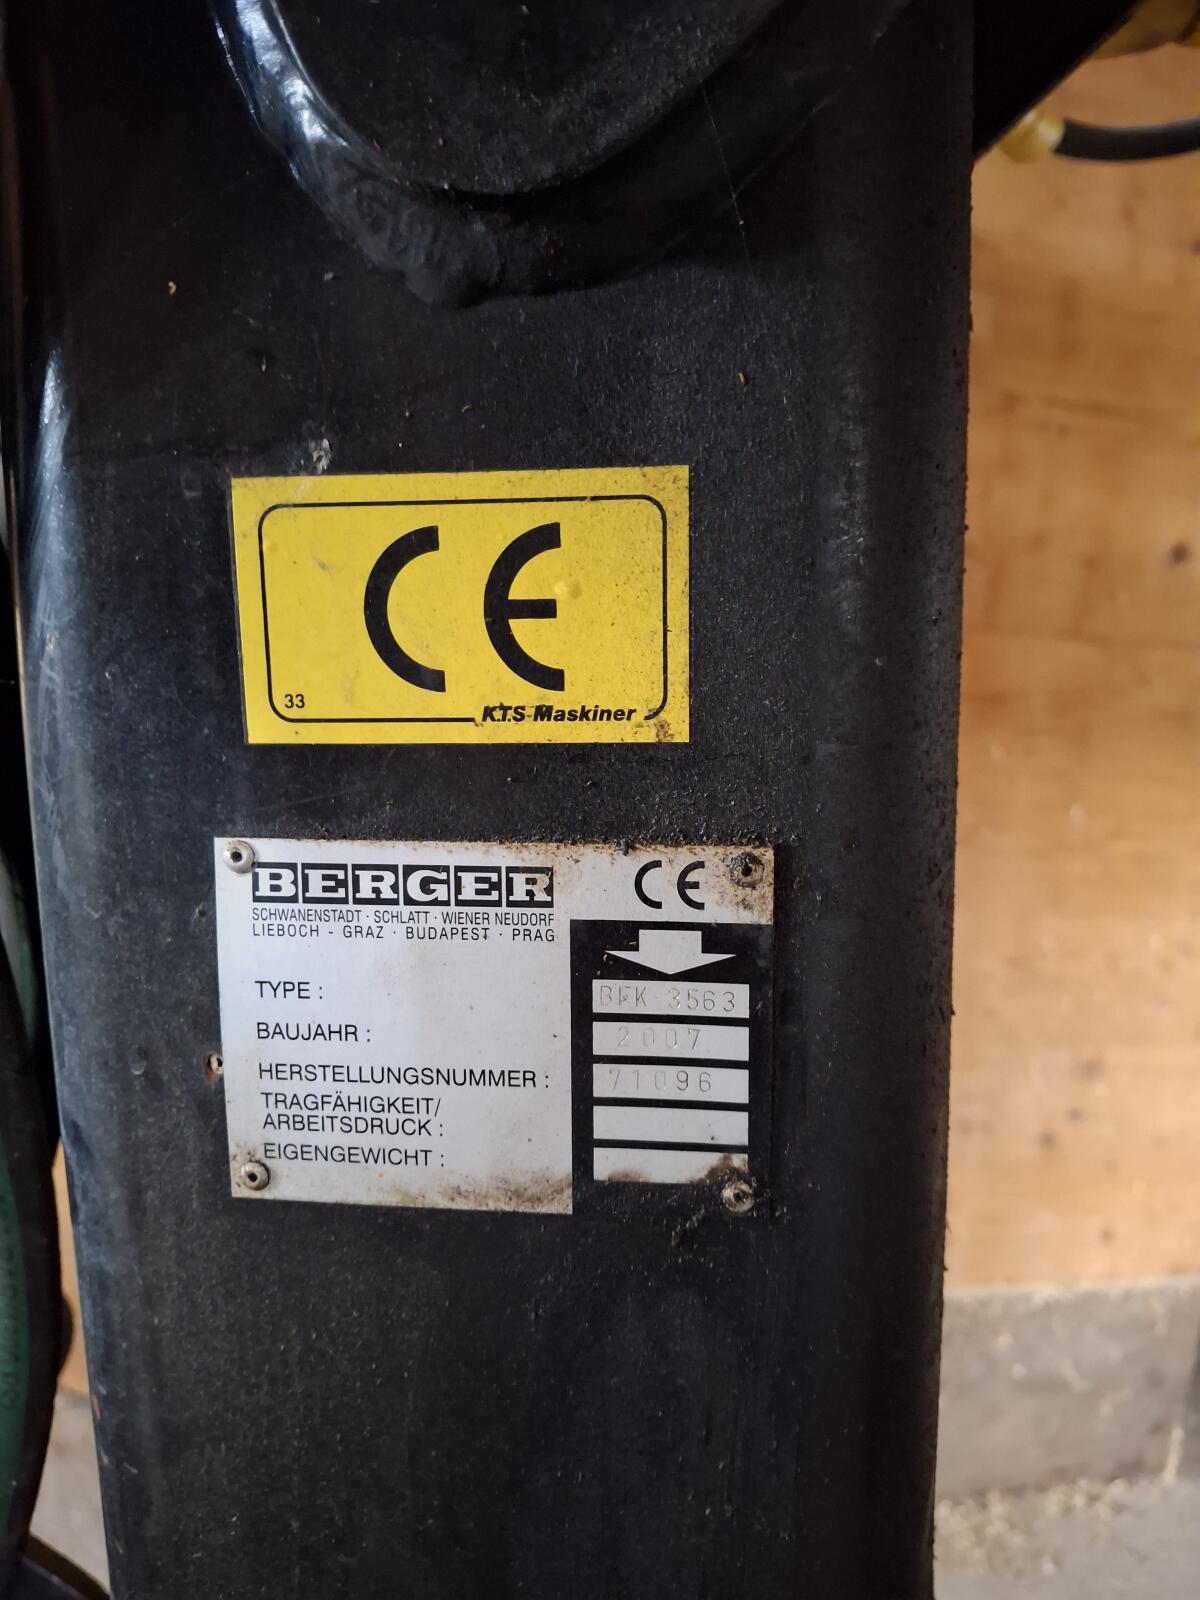 CE
33
K.T.S Maskiner
BERGER
CE
SCHWANENSTADT · SCHLATT · WIENER NEUDORF
LIEBOCH - GRAZ · BUDAPEST · PRAG
TYPE : BFK 3563
BAUJAHR : 2007
HERSTELLUNGSNUMMER : 71096
TRAGFÄHIGKEIT/
ARBEITSDRUCK :
EIGENGEWICHT :